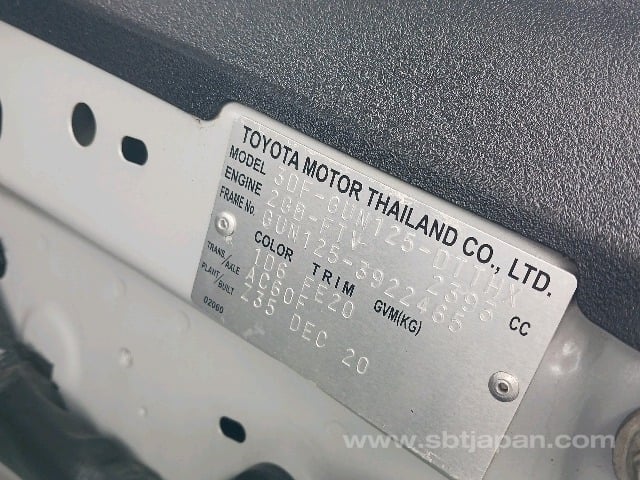 TOYOTA MOTOR THAILAND CO., LTD.
MODEL 3DF-GUN125-DTTHX
ENGINE 2GD-FTV 2393 CC
FRAME No. GUN125-3922465
COLOR TRIM GVM(KG)
1D6 FE20
TRANS/AXLE AC60F
PLANT/BUILT Z35 DEC 20
02060
www.sbtjapan.com